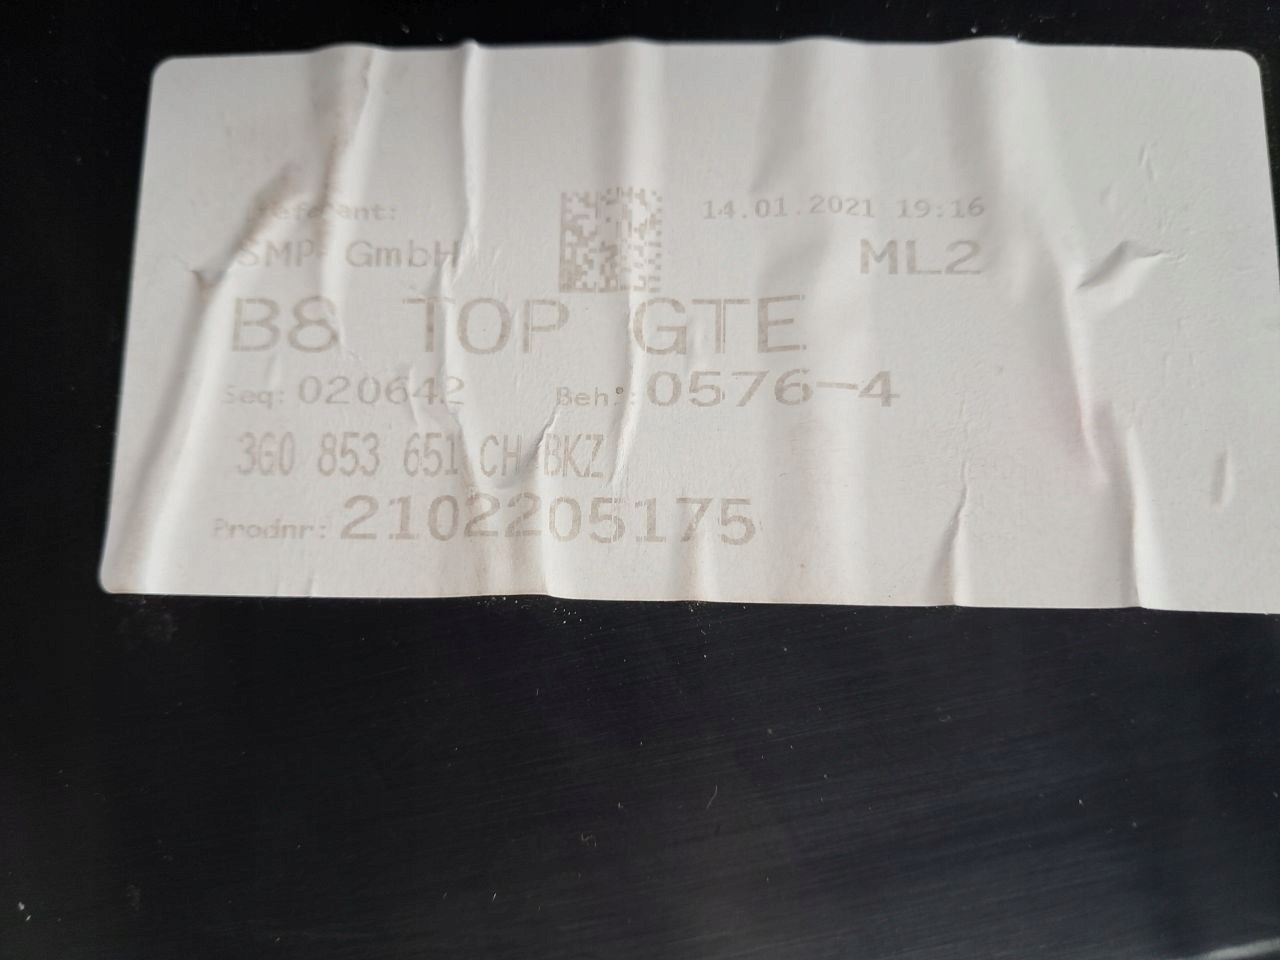 Lieferant:
14.01.2021 19:16
SMP GmbH
ML2
B8 TOP GTE
Seq: 020642 Beh.: 0576-4
3G0 853 651 CH BKZ
Prodnr: 2102205175